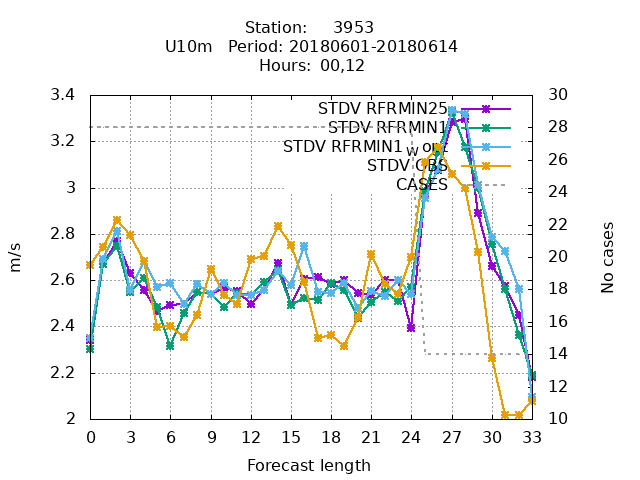 Station: 3953
U10m Period: 20180601-20180614
Hours: 00,12
3.4
3.2
3
2.8
2.6
2.4
2.2
2
m/s
STDV RFRMIN25
STDV RFRMIN1
STDV RFRMIN1 w opt
STDV OBS
CASES
30
28
26
24
22
20
18
16
14
12
10
No cases
0 3 6 9 12 15 18 21 24 27 30 33
Forecast length